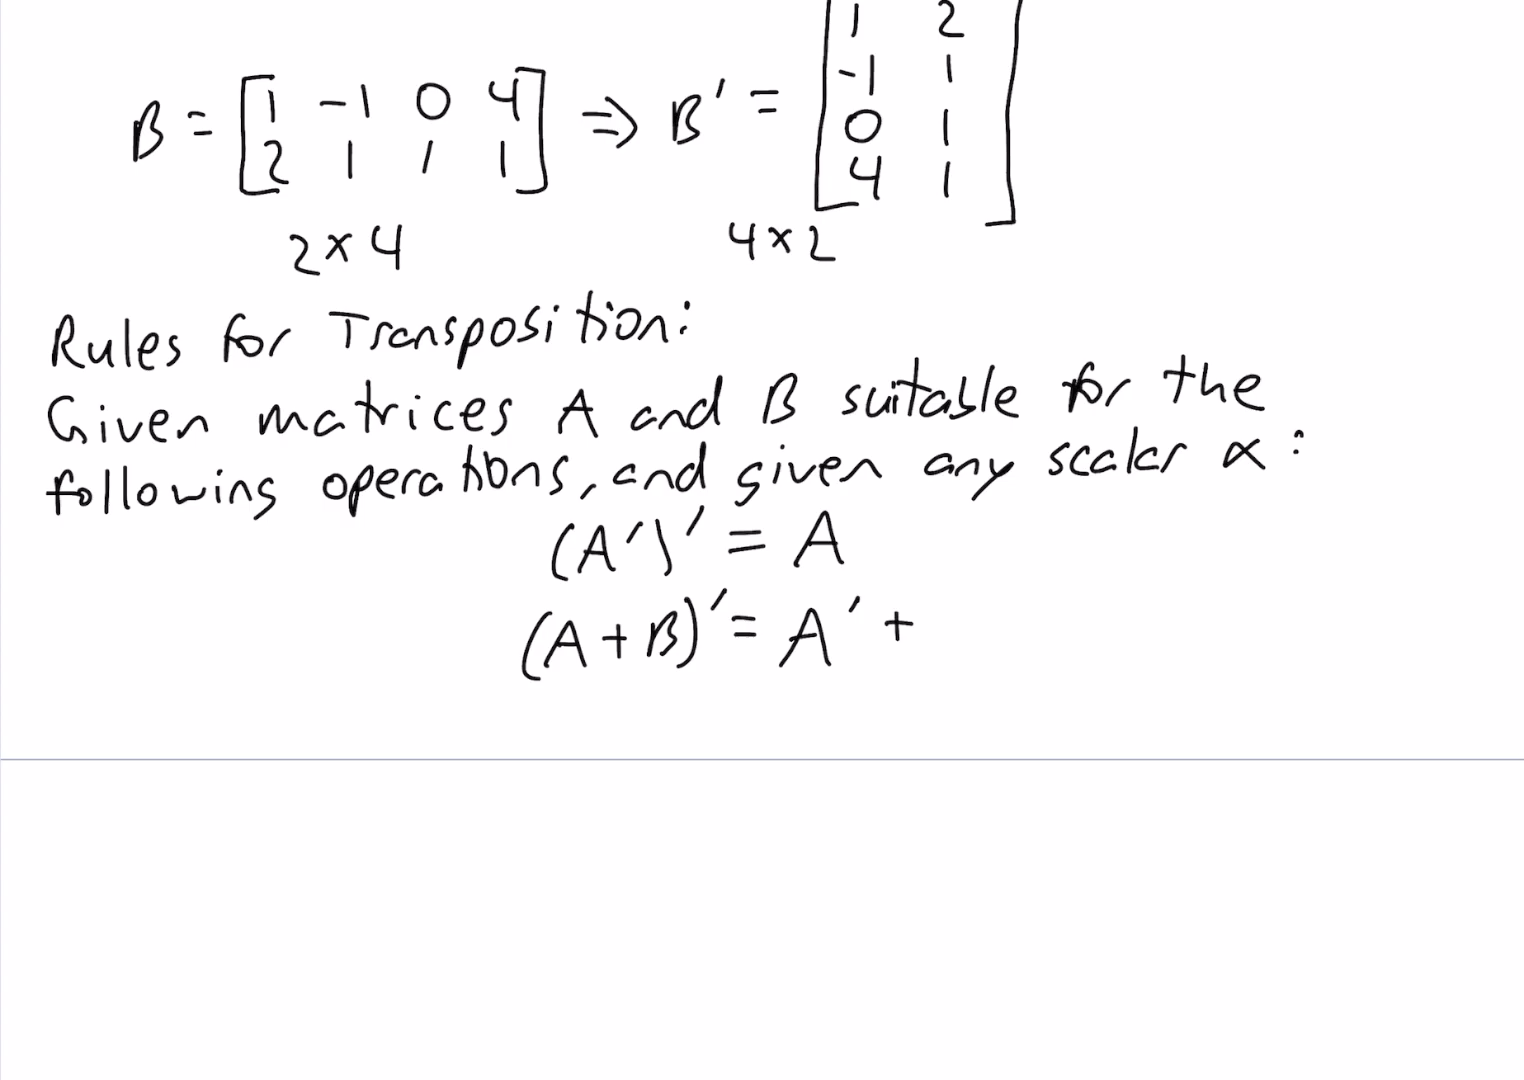 1 2
B = [1 -1 0 4 ⇒ B' = -1 1
2 1 1 1] 0 1
4 1
2 x 4 4 x 2
Rules for Transposition:
Given matrices A and B suitable for the
following operations, and given any scalar α:
(A')' = A
(A + B)' = A' +